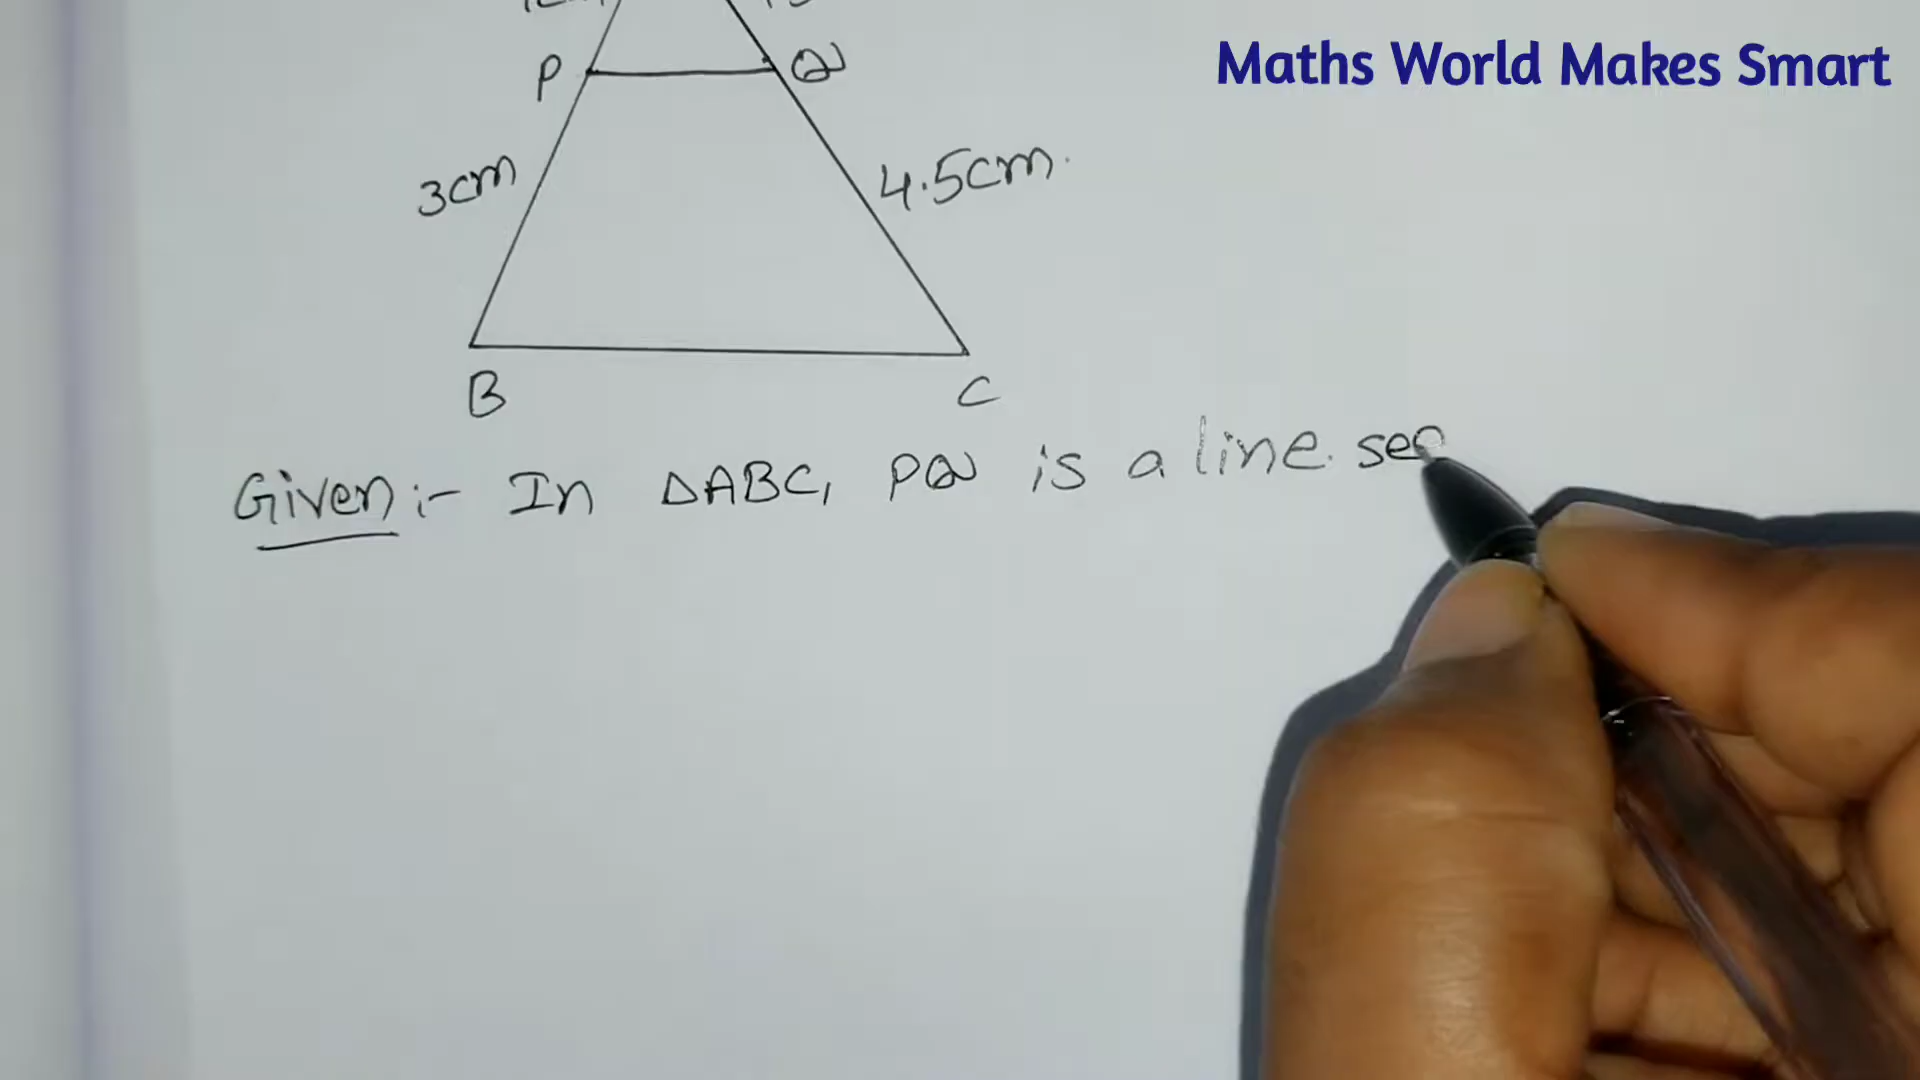 Maths World Makes Smart
P
Q
3cm
4.5cm.
B
C
Given :- In ΔABC, PQ is a line. seg